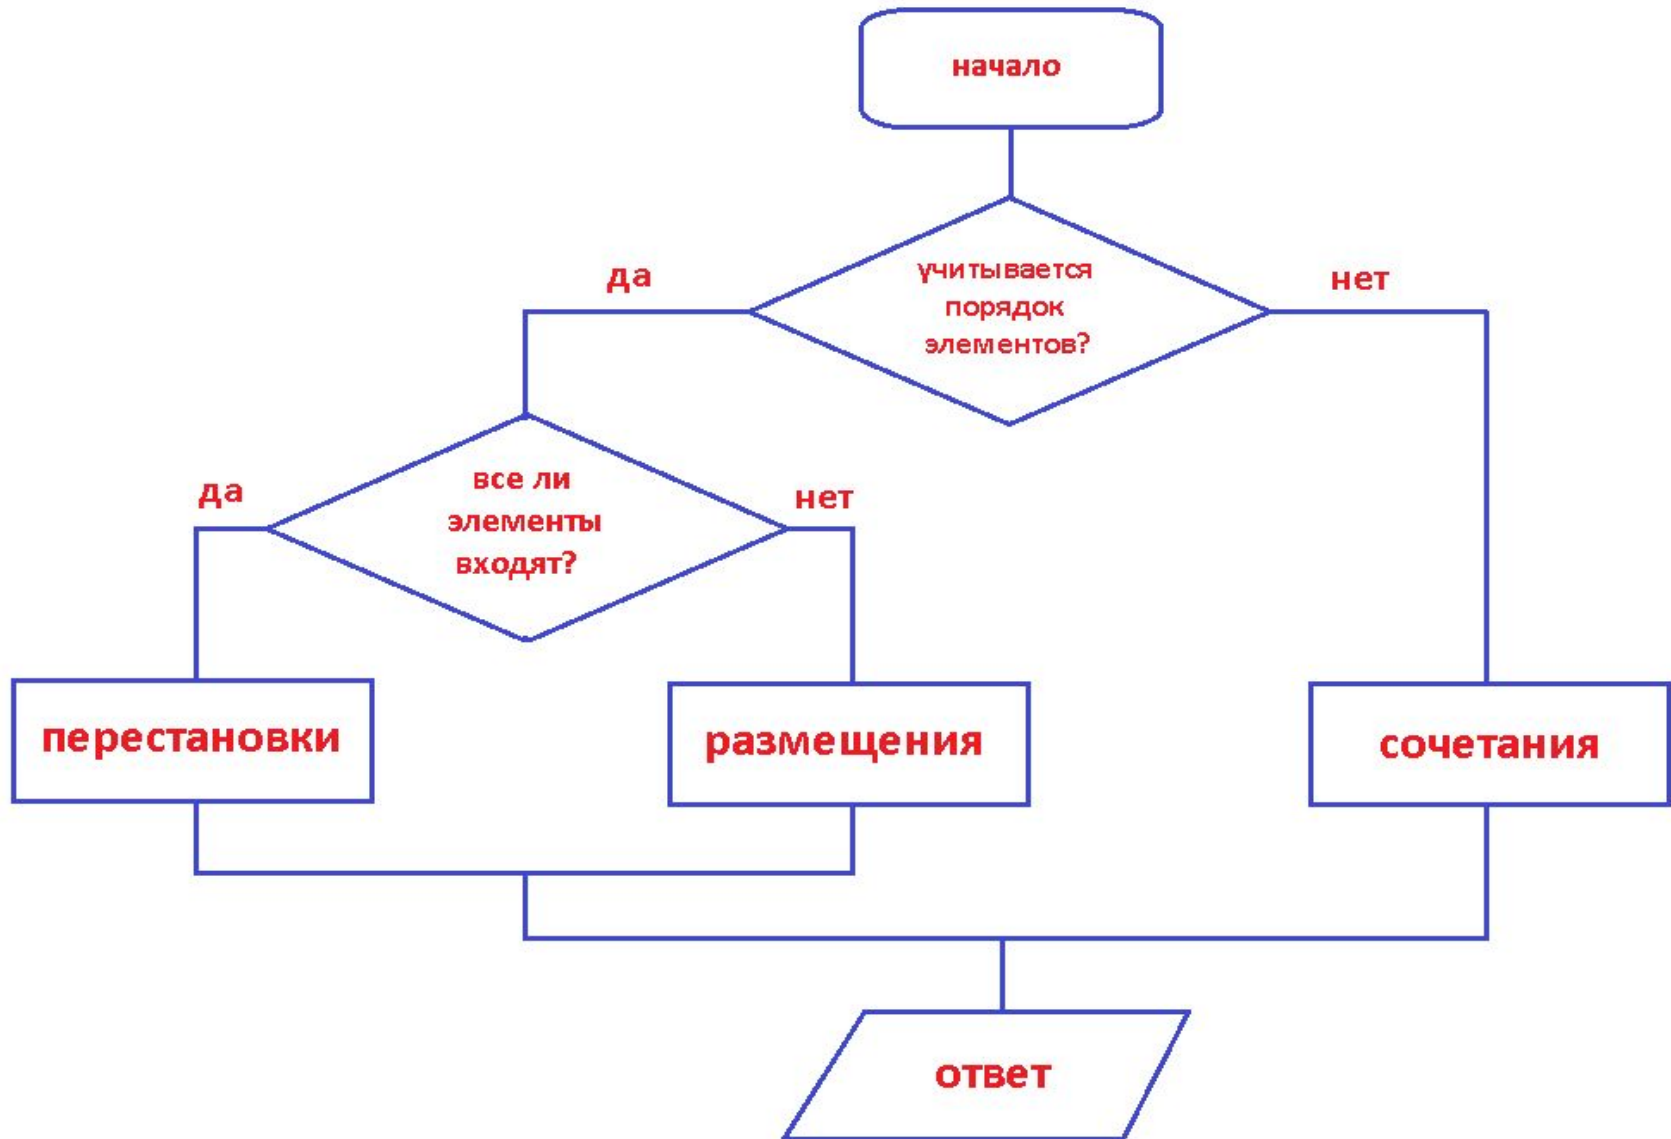 начало
да
учитывается
порядок
элементов?
нет
да
все ли
элементы
входят?
нет
перестановки
размещения
сочетания
ответ